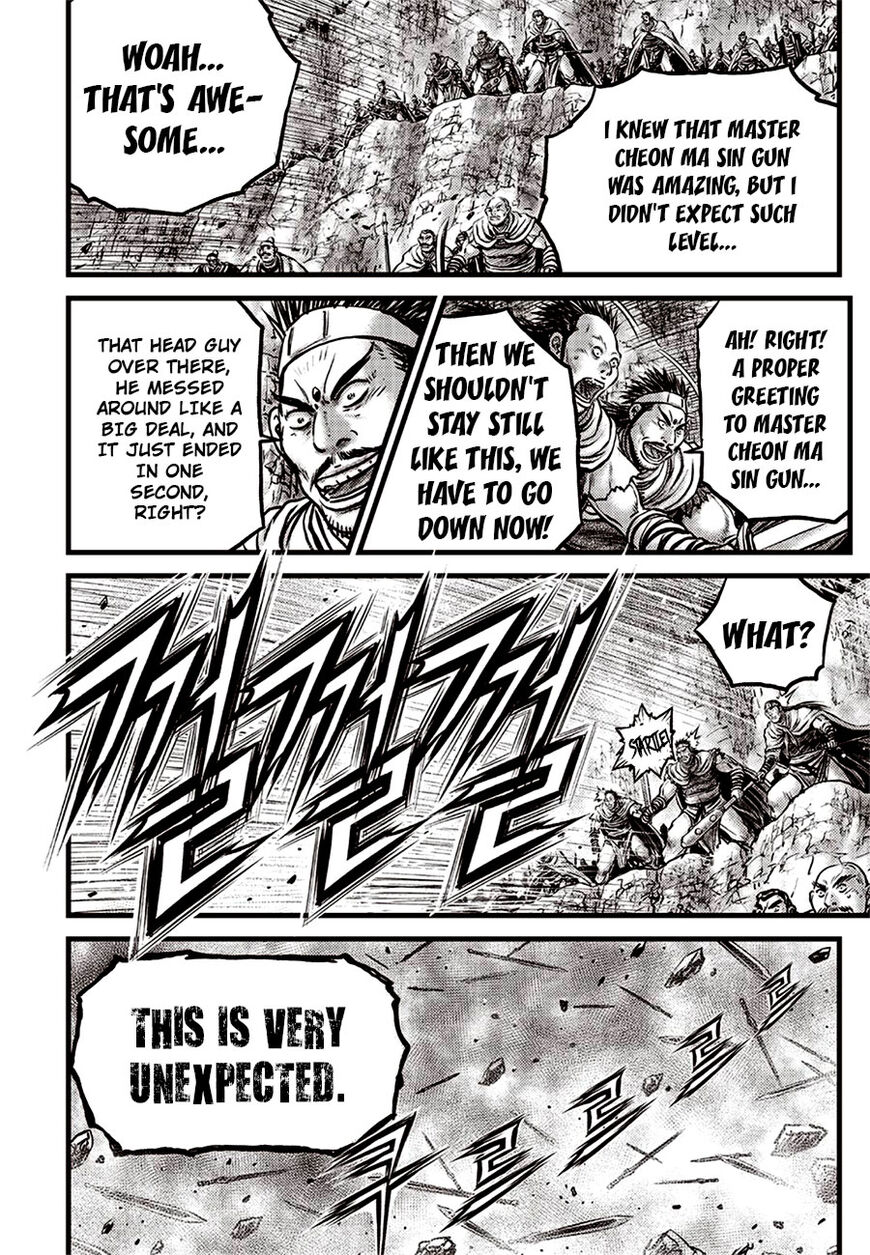 WOAH...
THAT'S AWE-
SOME...
I KNEW THAT MASTER
CHEON MA SIN GUN
WAS AMAZING, BUT I
DIDN'T EXPECT SUCH
LEVEL...
THAT HEAD GUY
OVER THERE,
HE MESSED
AROUND LIKE A
BIG DEAL, AND
IT JUST ENDED
IN ONE
SECOND,
RIGHT?
THEN WE
SHOULDN'T
STAY STILL
LIKE THIS, WE
HAVE TO GO
DOWN NOW!
AH! RIGHT!
A PROPER
GREETING
TO MASTER
CHEON MA
SIN GUN...
껄껄껄
WHAT?
STARTLE!
THIS IS VERY
UNEXPECTED.